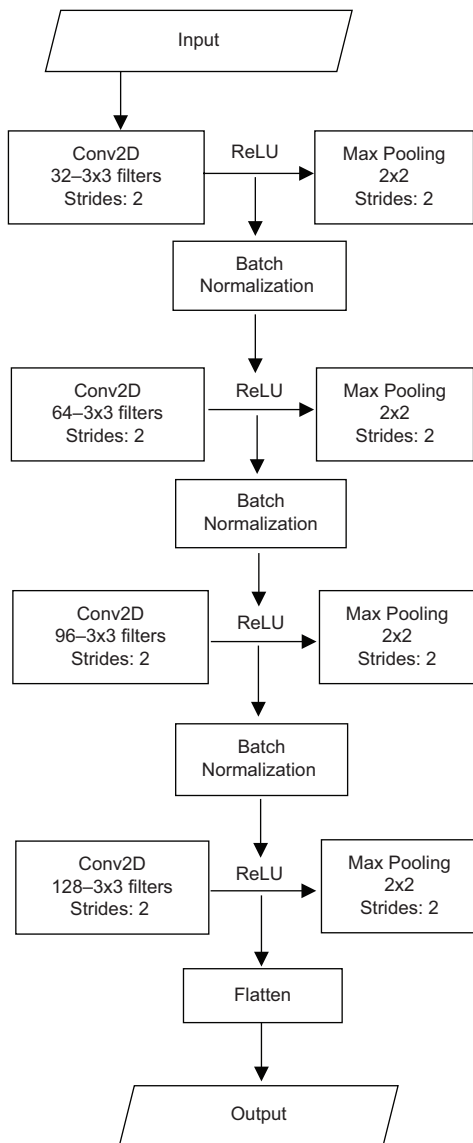 Input
Conv2D
32–3x3 filters
Strides: 2
ReLU
Max Pooling
2x2
Strides: 2
Batch
Normalization
Conv2D
64–3x3 filters
Strides: 2
ReLU
Max Pooling
2x2
Strides: 2
Batch
Normalization
Conv2D
96–3x3 filters
Strides: 2
ReLU
Max Pooling
2x2
Strides: 2
Batch
Normalization
Conv2D
128–3x3 filters
Strides: 2
ReLU
Max Pooling
2x2
Strides: 2
Flatten
Output